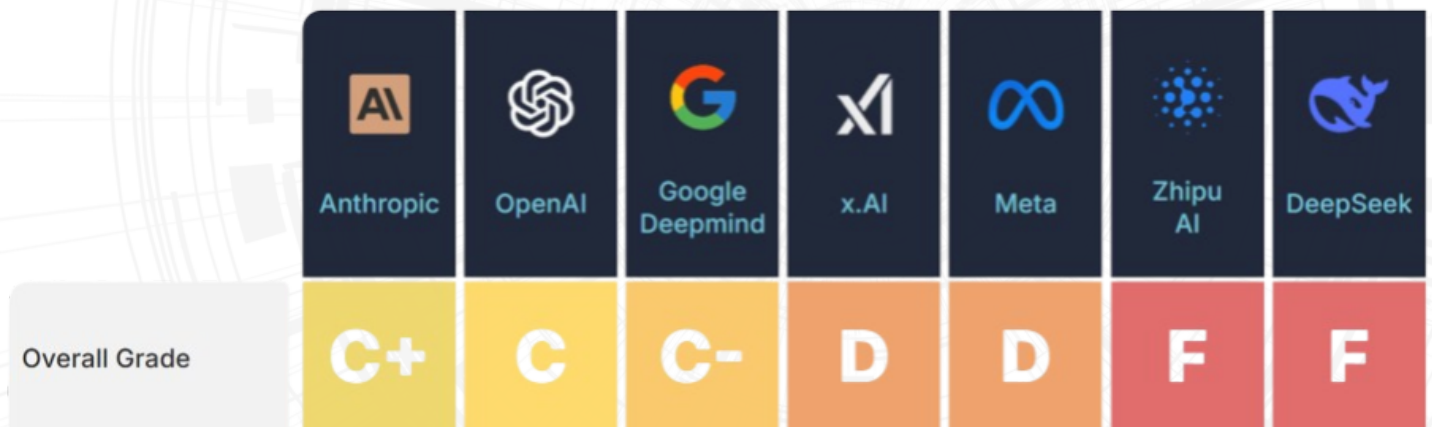 Anthropic
OpenAI
Google
Deepmind
x.AI
Meta
Zhipu
AI
DeepSeek
Overall Grade
C+
C
C-
D
D
F
F